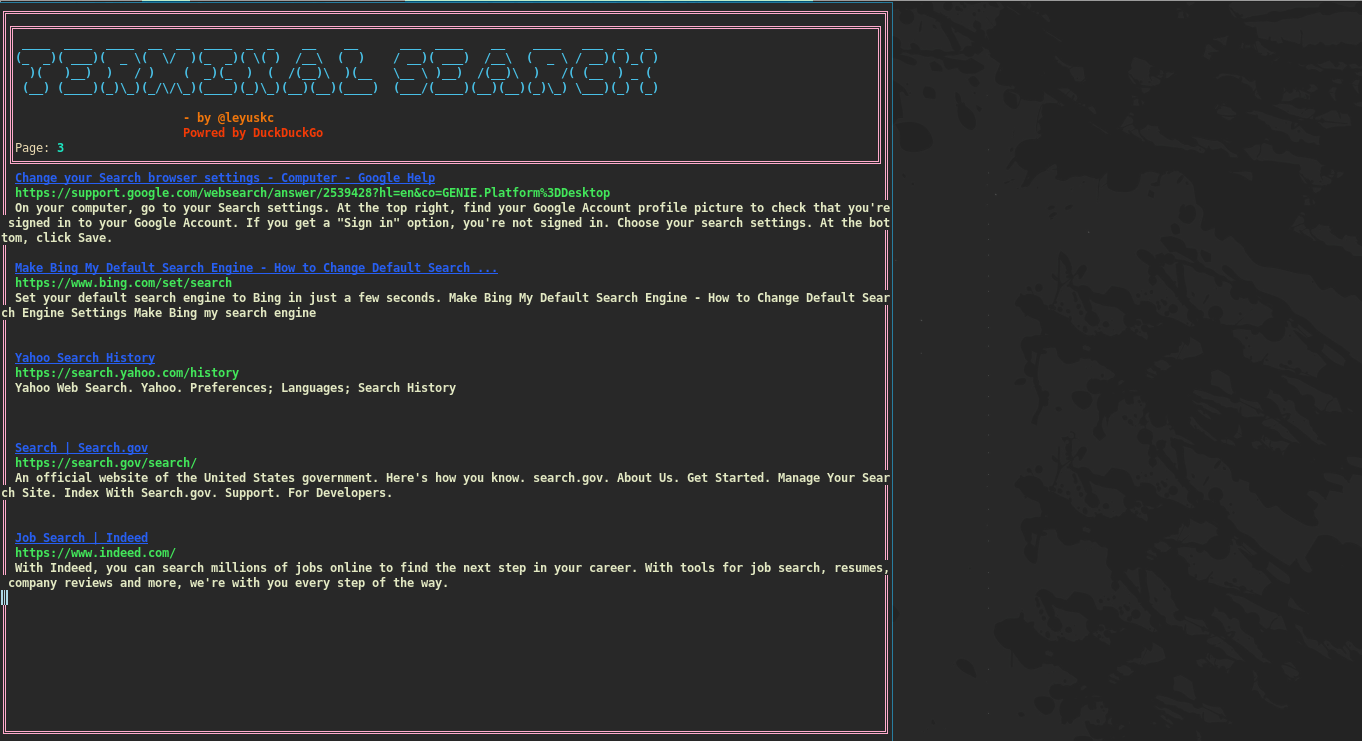 TERMINAL SEATCH
- by @leyuskc
Powred by DuckDuckGo
Page: 3
Change your Search browser settings - Computer - Google Help
https://support.google.com/websearch/answer/2539428?hl=en&co=GENIE.Platform%3DDesktop
On your computer, go to your Search settings. At the top right, find your Google Account profile picture to check that you're
signed in to your Google Account. If you get a "Sign in" option, you're not signed in. Choose your search settings. At the bot
tom, click Save.
Make Bing My Default Search Engine - How to Change Default Search ...
https://www.bing.com/set/search
Set your default search engine to Bing in just a few seconds. Make Bing My Default Search Engine - How to Change Default Sear
ch Engine Settings Make Bing my search engine
Yahoo Search History
https://search.yahoo.com/history
Yahoo Web Search. Yahoo. Preferences; Languages; Search History
Search | Search.gov
https://search.gov/search/
An official website of the United States government. Here's how you know. search.gov. About Us. Get Started. Manage Your Sear
ch Site. Index With Search.gov. Support. For Developers.
Job Search | Indeed
https://www.indeed.com/
With Indeed, you can search millions of jobs online to find the next step in your career. With tools for job search, resumes,
company reviews and more, we're with you every step of the way.